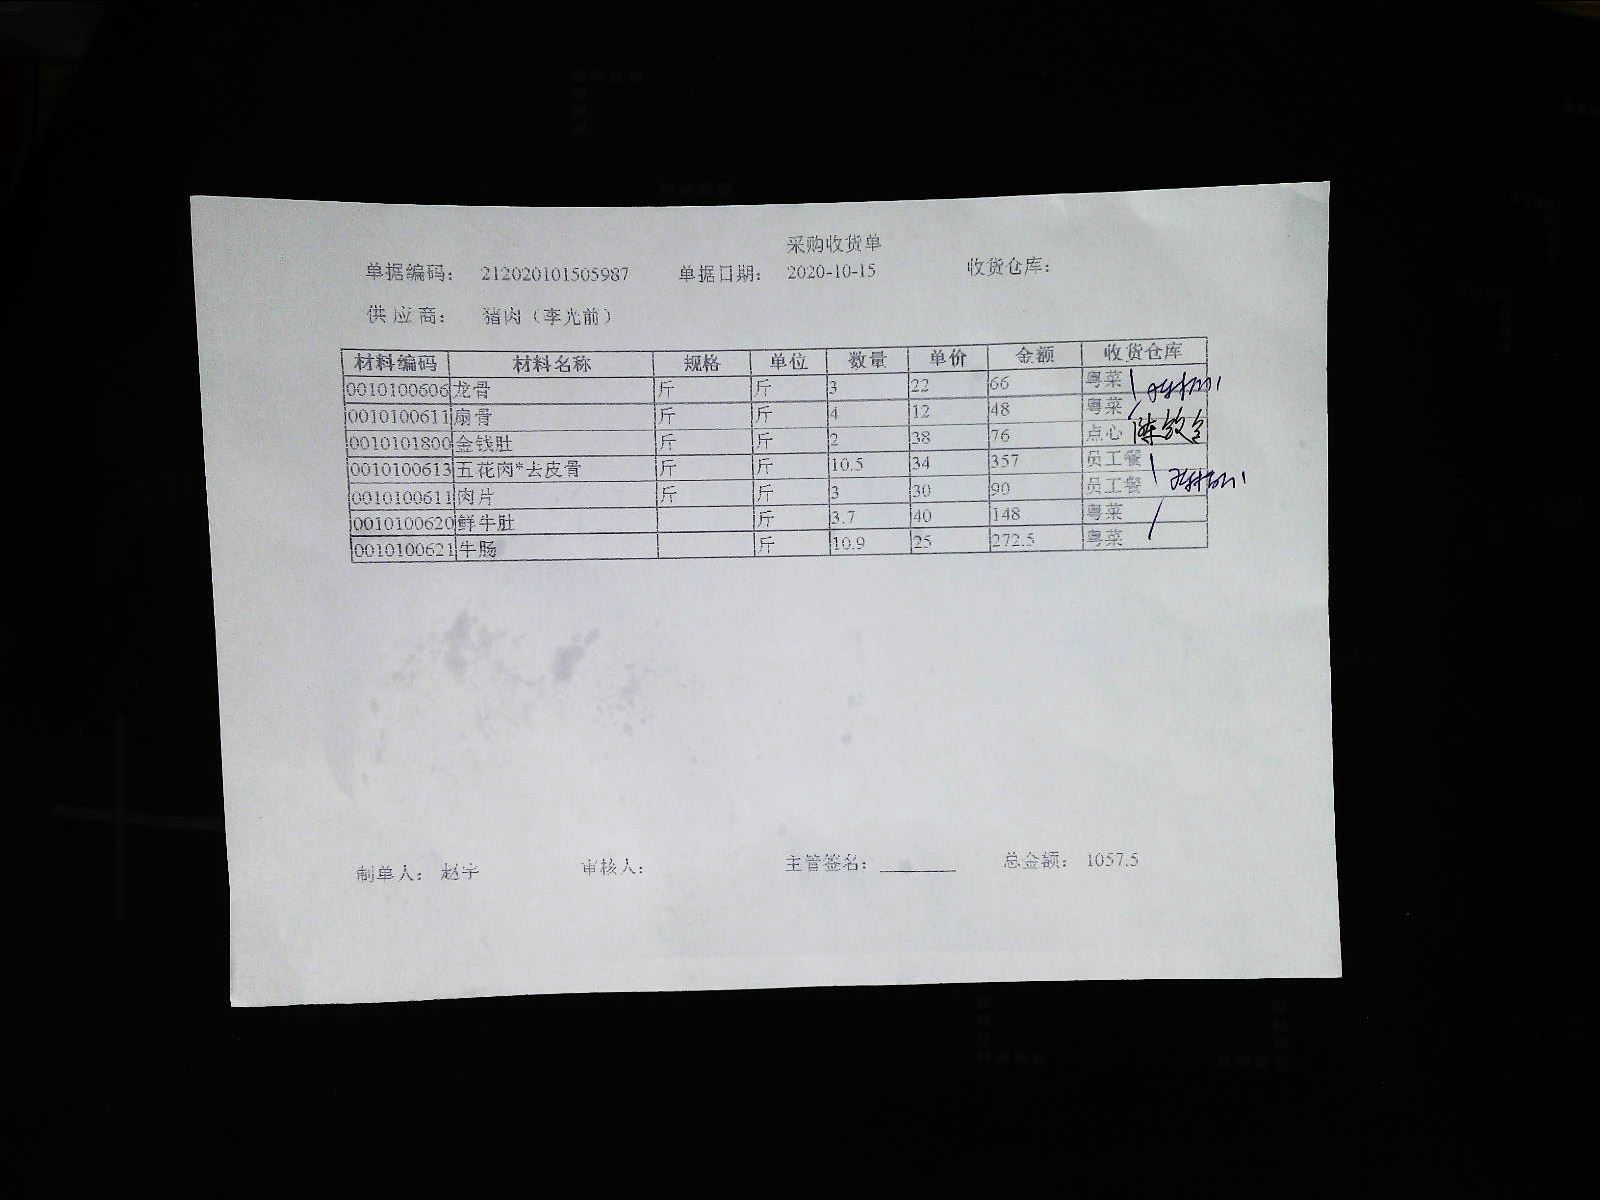 采购收货单
单据编码： 212020101505987 单据日期： 2020-10-15 收货仓库：
供应商： 猪肉（李光前）
材料编码 材料名称 规格 单位 数量 单价 金额 收货仓库
0010100606 龙骨 斤 斤 3 22 66 粤菜
0010100611 扇骨 斤 斤 4 12 48 粤菜
0010101800 金钱肚 斤 斤 2 38 76 点心
0010100613 五花肉*去皮骨 斤 斤 10.5 34 357 员工餐
0010100611 肉片 斤 斤 3 30 90 员工餐
0010100620 鲜牛肚 斤 3.7 40 148 粤菜
0010100621 牛肠 斤 10.9 25 272.5 粤菜
制单人： 赵宇 审核人： 主管签名： 总金额： 1057.5